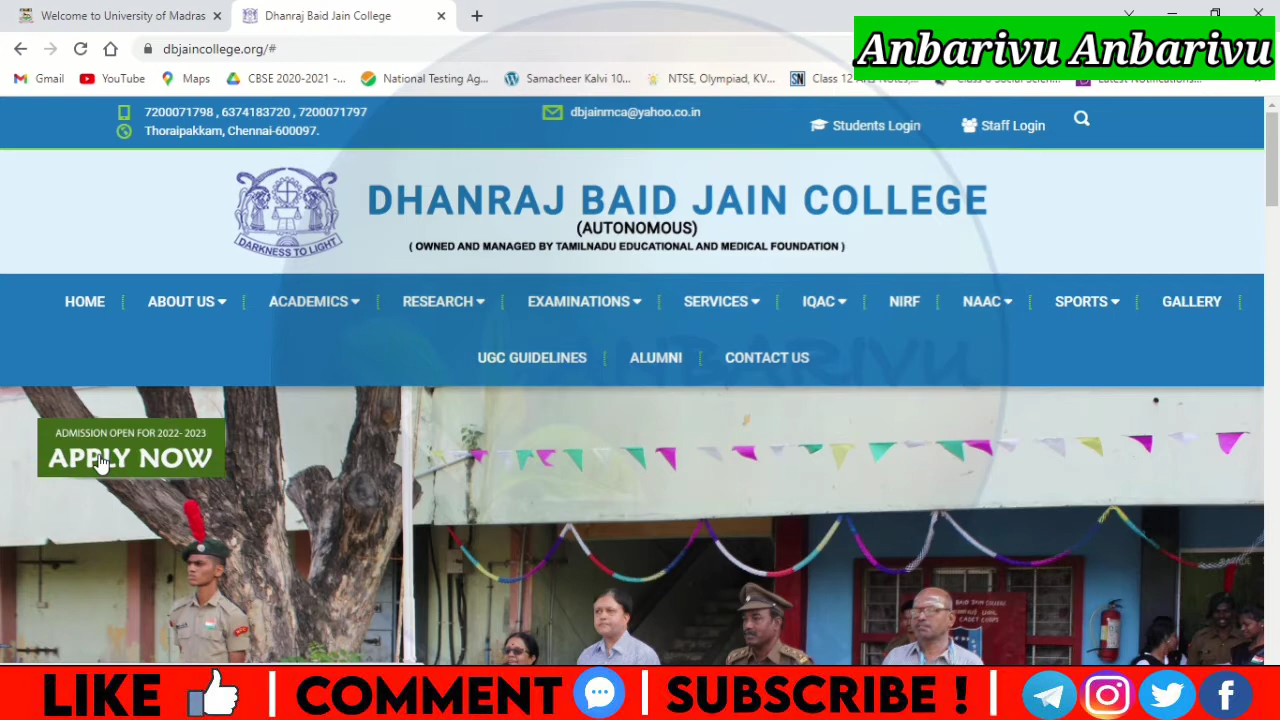 Welcome to University of Madras
Dhanraj Baid Jain College
dbjaincollege.org/#
Anbarivu Anbarivu
Gmail
YouTube
Maps
CBSE 2020-2021 -...
National Testing Ag...
Samacheer Kalvi 10...
NTSE, Olympiad, KV...
7200071798 , 6374183720 , 7200071797
Thoraipakkam, Chennai-600097.
dbjainmca@yahoo.co.in
Students Login
Staff Login
DHANRAJ BAID JAIN COLLEGE
(AUTONOMOUS)
( OWNED AND MANAGED BY TAMILNADU EDUCATIONAL AND MEDICAL FOUNDATION )
DARKNESS TO LIGHT
HOME
ABOUT US
ACADEMICS
RESEARCH
EXAMINATIONS
SERVICES
IQAC
NIRF
NAAC
SPORTS
GALLERY
UGC GUIDELINES
ALUMNI
CONTACT US
ANBARIVU
ADMISSION OPEN FOR 2022- 2023
APPLY NOW
LIKE
COMMENT
SUBSCRIBE !